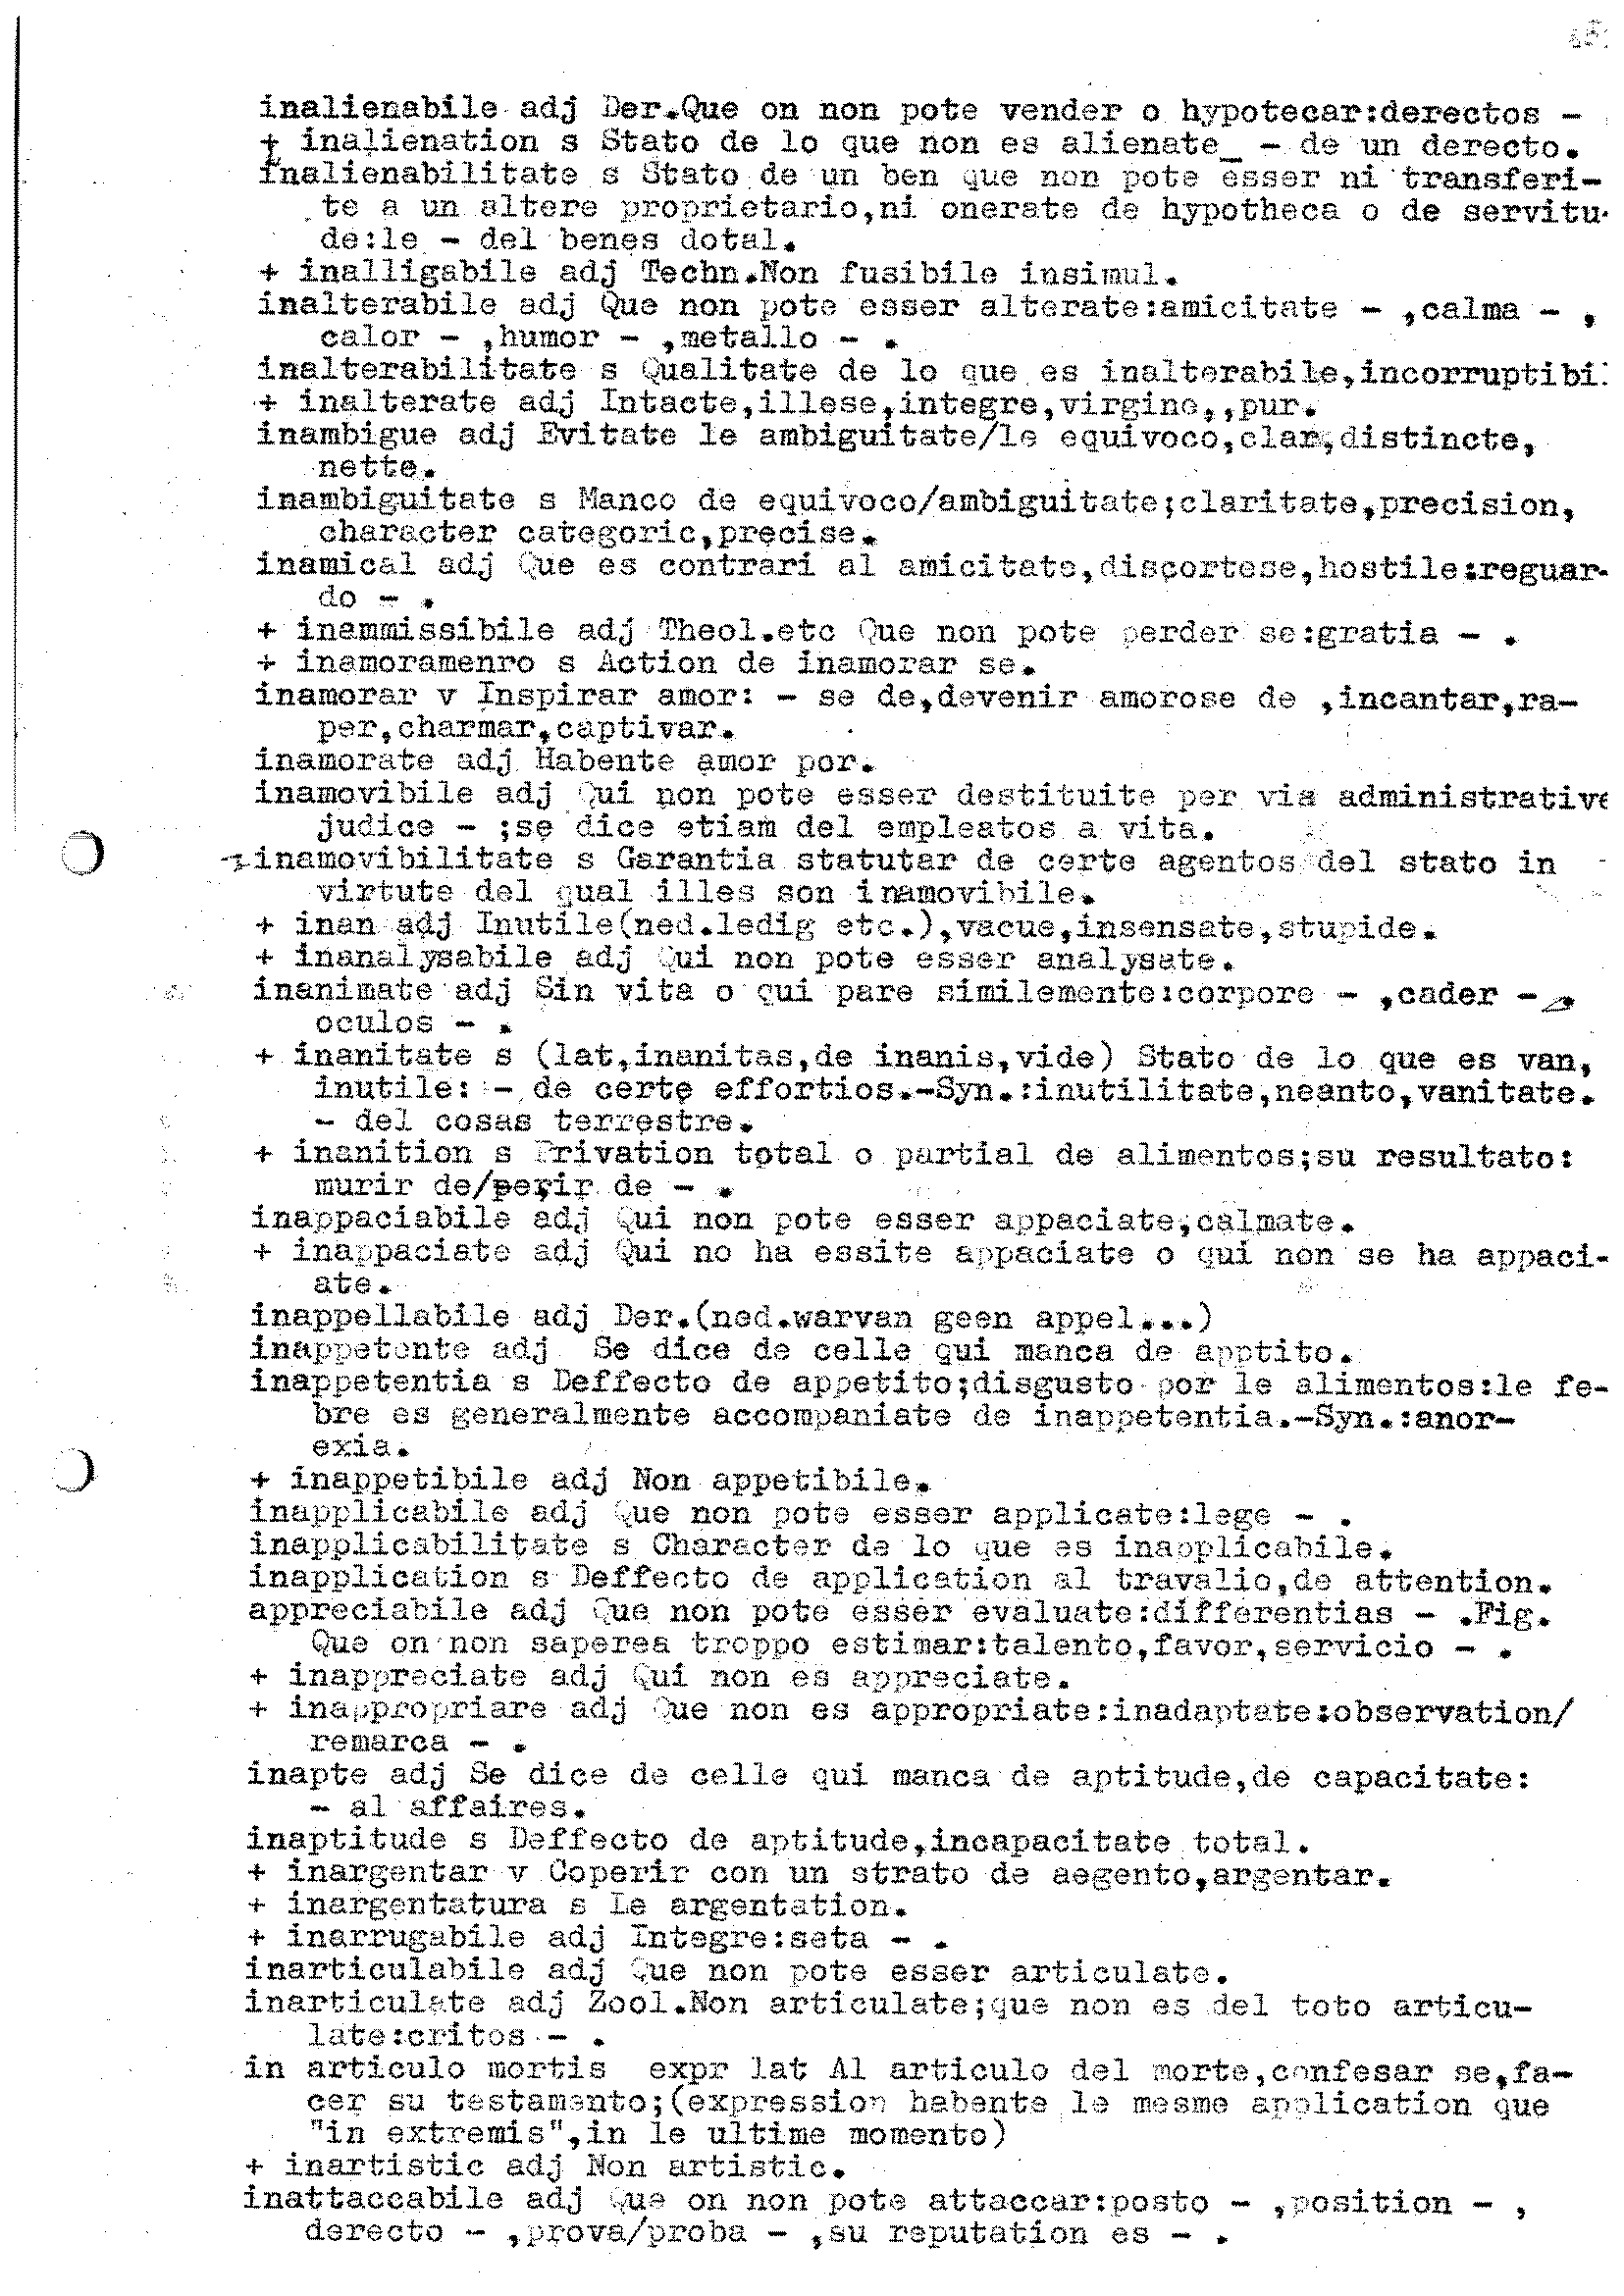 inalienabile adj Der.Que on non pote vender o hypotecar:derectos -
+ inalienation s Stato de lo que non es alienate_ - de un derecto.
inalienabilitate s Stato de un ben que non pote esser ni transferi-
te a un altere proprietario,ni onerate de hypotheca o de servitu-
de:le - del benes dotal.
+ inalligabile adj Techn.Non fusibile insimul.
inalterabile adj Que non pote esser alterate:amicitate - ,calma - ,
calor - ,humor - ,metallo - .
inalterabilitate s Qualitate de lo que es inalterabile,incorruptibil
+ inalterate adj Intacte,illese,integre,virgine,,pur.
inambigue adj Evitate le ambiguitate/le equivoco,clar,distincte,
nette.
inambiguitate s Manco de equivoco/ambiguitate;claritate,precision,
character categoric,precise.
inamical adj Que es contrari al amicitate,discortese,hostile:reguar-
do - .
+ inammissibile adj Theol.etc Que non pote perder se:gratia - .
+ inamoramenro s Action de inamorar se.
inamorar v Inspirar amor: - se de,devenir amorose de ,incantar,ra-
per,charmar,captivar.
inamorate adj Habente amor por.
inamovibile adj Qui non pote esser destituite per via administrative
judice - ;se dice etiam del empleatos a vita.
inamovibilitate s Garantia statutar de certe agentos del stato in
virtute del qual illes son inamovibile.
+ inan adj Inutile(ned.ledig etc.),vacue,insensate,stupide.
+ inanalysabile adj Qui non pote esser analysate.
inanimate adj Sin vita o qui pare similemente:corpore - ,cader -
oculos - .
+ inanitate s (lat,inanitas,de inanis,vide) Stato de lo que es van,
inutile: - de certe effortios.-Syn.:inutilitate,neanto,vanitate.
- del cosas terrestre.
+ inanition s Privation total o partial de alimentos;su resultato:
murir de/perir de - .
inappaciabile adj Qui non pote esser appaciate,calmate.
+ inappaciate adj Qui no ha essite appaciate o qui non se ha appaci-
ate.
inappellabile adj Der.(ned.warvan geen appel...)
inappetente adj  Se dice de celle qui manca de apptito.
inappetentia s Deffecto de appetito;disgusto por le alimentos:le fe-
bre es generalmente accompaniate de inappetentia.-Syn.:anor-
exia.
+ inappetibile adj Non appetibile.
inapplicabile adj Que non pote esser applicate:lege - .
inapplicabilitate s Character de lo que es inapplicabile.
inapplication s Deffecto de application al travalio,de attention.
appreciabile adj Que non pote esser evaluate:differentias - .Fig.
Que on non saperea troppo estimar:talento,favor,servicio - .
+ inappreciate adj Qui non es appreciate.
+ inappropriare adj Que non es appropriate:inadaptate:observation/
remarca - .
inapte adj Se dice de celle qui manca de aptitude,de capacitate:
- al affaires.
inaptitude s Deffecto de aptitude,incapacitate total.
+ inargentar v Coperir con un strato de aegento,argentar.
+ inargentatura s Le argentation.
+ inarrugabile adj Integre:seta - .
inarticulabile adj Que non pote esser articulate.
inarticulate adj Zool.Non articulate;que non es del toto articu-
late:critos - .
in articulo mortis  expr lat Al articulo del morte,confesar se,fa-
cer su testamento;(expression habente le mesme application que
"in extremis",in le ultime momento)
+ inartistic adj Non artistic.
inattaccabile adj Que on non pote attaccar:posto - ,position - ,
derecto - ,prova/proba - ,su reputation es - .